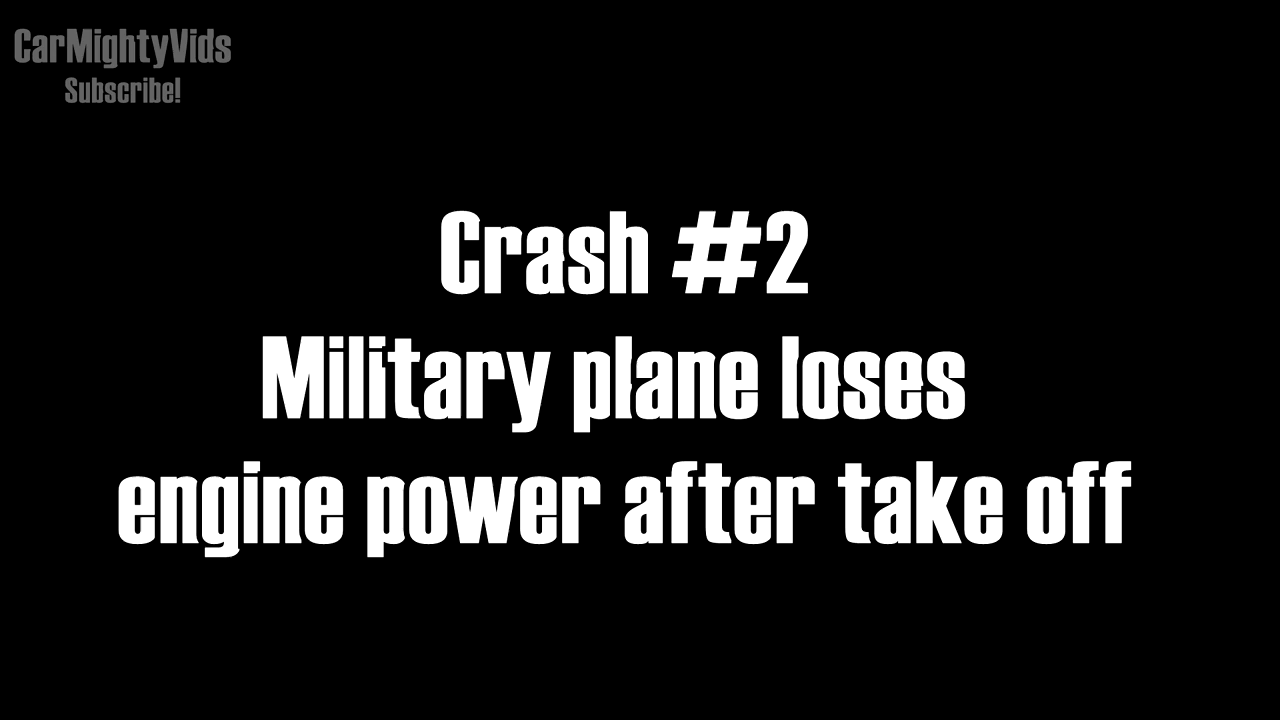 CarMightyVids
Subscribe!
Crash #2
Military plane loses
engine power after take off